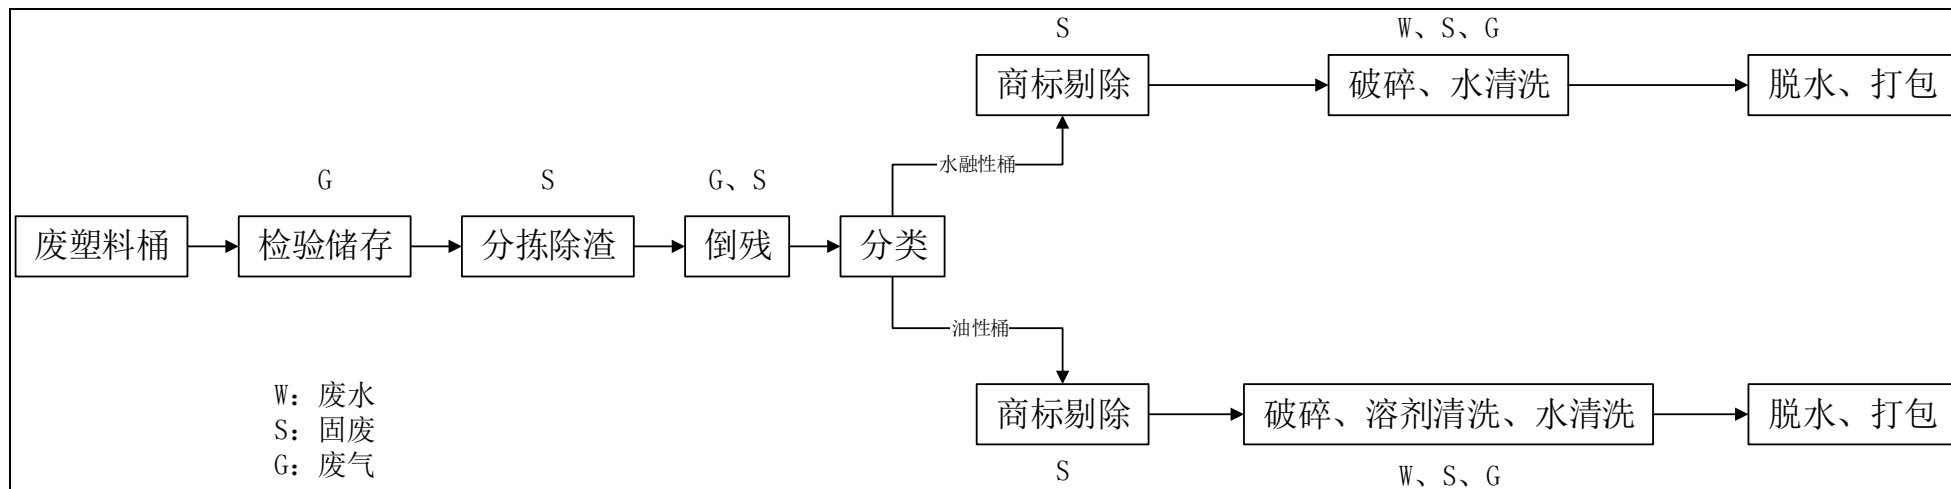 S
W、S、G
商标剔除
破碎、水清洗
脱水、打包
水融性桶
G
S
G、S
废塑料桶
检验储存
分拣除渣
倒残
分类
油性桶
W：废水
S：固废
G：废气
商标剔除
破碎、溶剂清洗、水清洗
脱水、打包
S
W、S、G